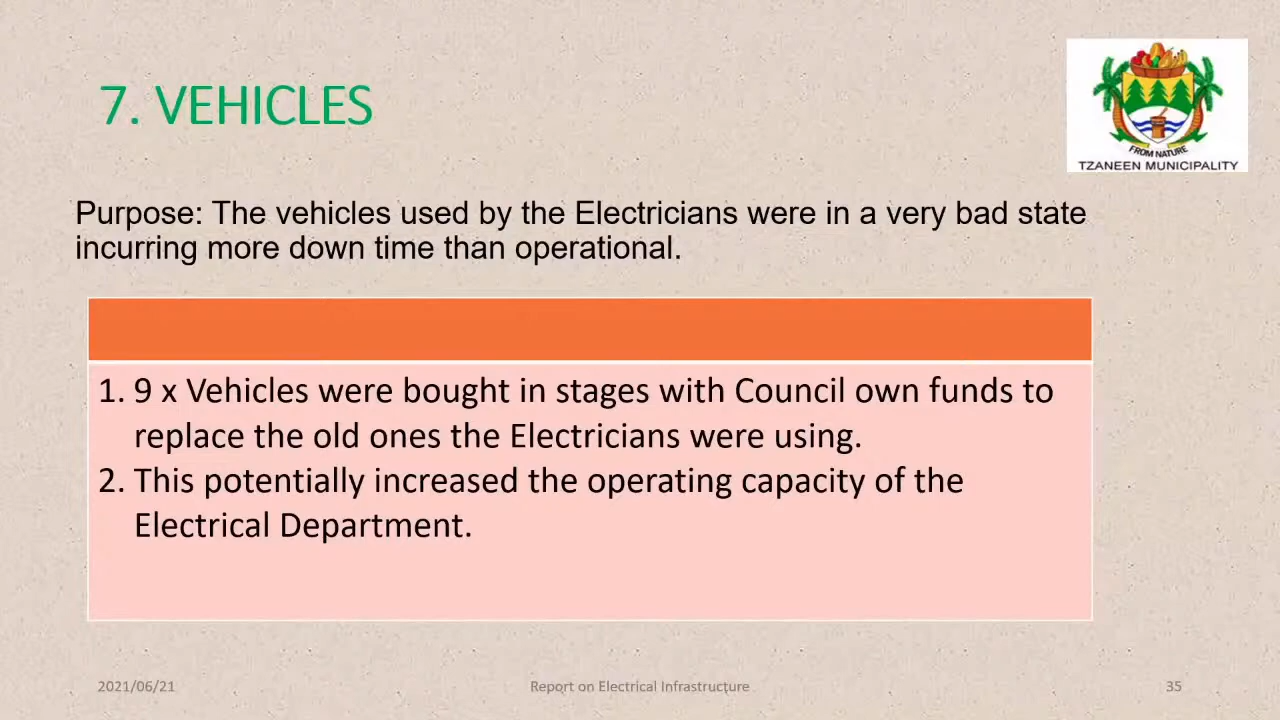 7. VEHICLES
FROM NATURE
TZANEEN MUNICIPALITY
Purpose: The vehicles used by the Electricians were in a very bad state
incurring more down time than operational.
1. 9 x Vehicles were bought in stages with Council own funds to
replace the old ones the Electricians were using.
2. This potentially increased the operating capacity of the
Electrical Department.
2021/06/21
Report on Electrical Infrastructure
35